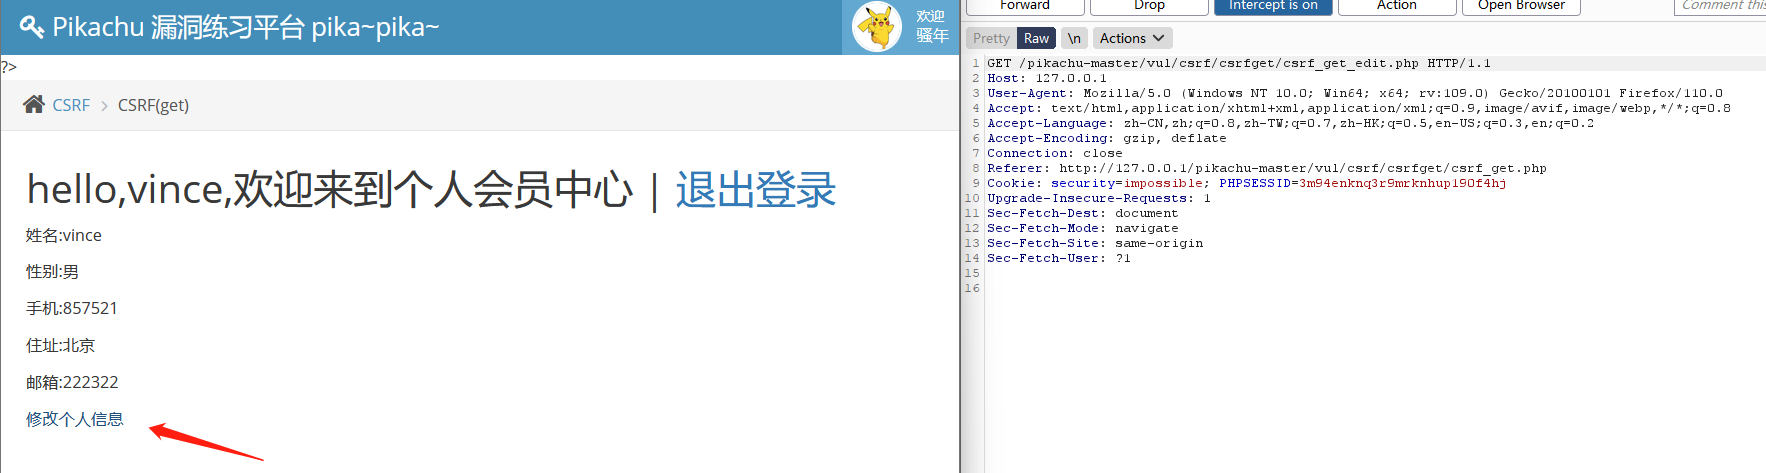 Pikachu 漏洞练习平台 pika~pika~
欢迎
骚年
?>
CSRF > CSRF(get)
hello,vince,欢迎来到个人会员中心 | 退出登录
姓名:vince
性别:男
手机:857521
住址:北京
邮箱:222322
修改个人信息
Forward Drop Intercept is on Action Open Browser Comment this
Pretty Raw \n Actions
1 GET /pikachu-master/vul/csrf/csrfget/csrf_get_edit.php HTTP/1.1
2 Host: 127.0.0.1
3 User-Agent: Mozilla/5.0 (Windows NT 10.0; Win64; x64; rv:109.0) Gecko/20100101 Firefox/110.0
4 Accept: text/html,application/xhtml+xml,application/xml;q=0.9,image/avif,image/webp,*/*;q=0.8
5 Accept-Language: zh-CN,zh;q=0.8,zh-TW;q=0.7,zh-HK;q=0.5,en-US;q=0.3,en;q=0.2
6 Accept-Encoding: gzip, deflate
7 Connection: close
8 Referer: http://127.0.0.1/pikachu-master/vul/csrf/csrfget/csrf_get.php
9 Cookie: security=impossible; PHPSESSID=3m94enknq3r9mrknhup190f4hj
10 Upgrade-Insecure-Requests: 1
11 Sec-Fetch-Dest: document
12 Sec-Fetch-Mode: navigate
13 Sec-Fetch-Site: same-origin
14 Sec-Fetch-User: ?1
15
16